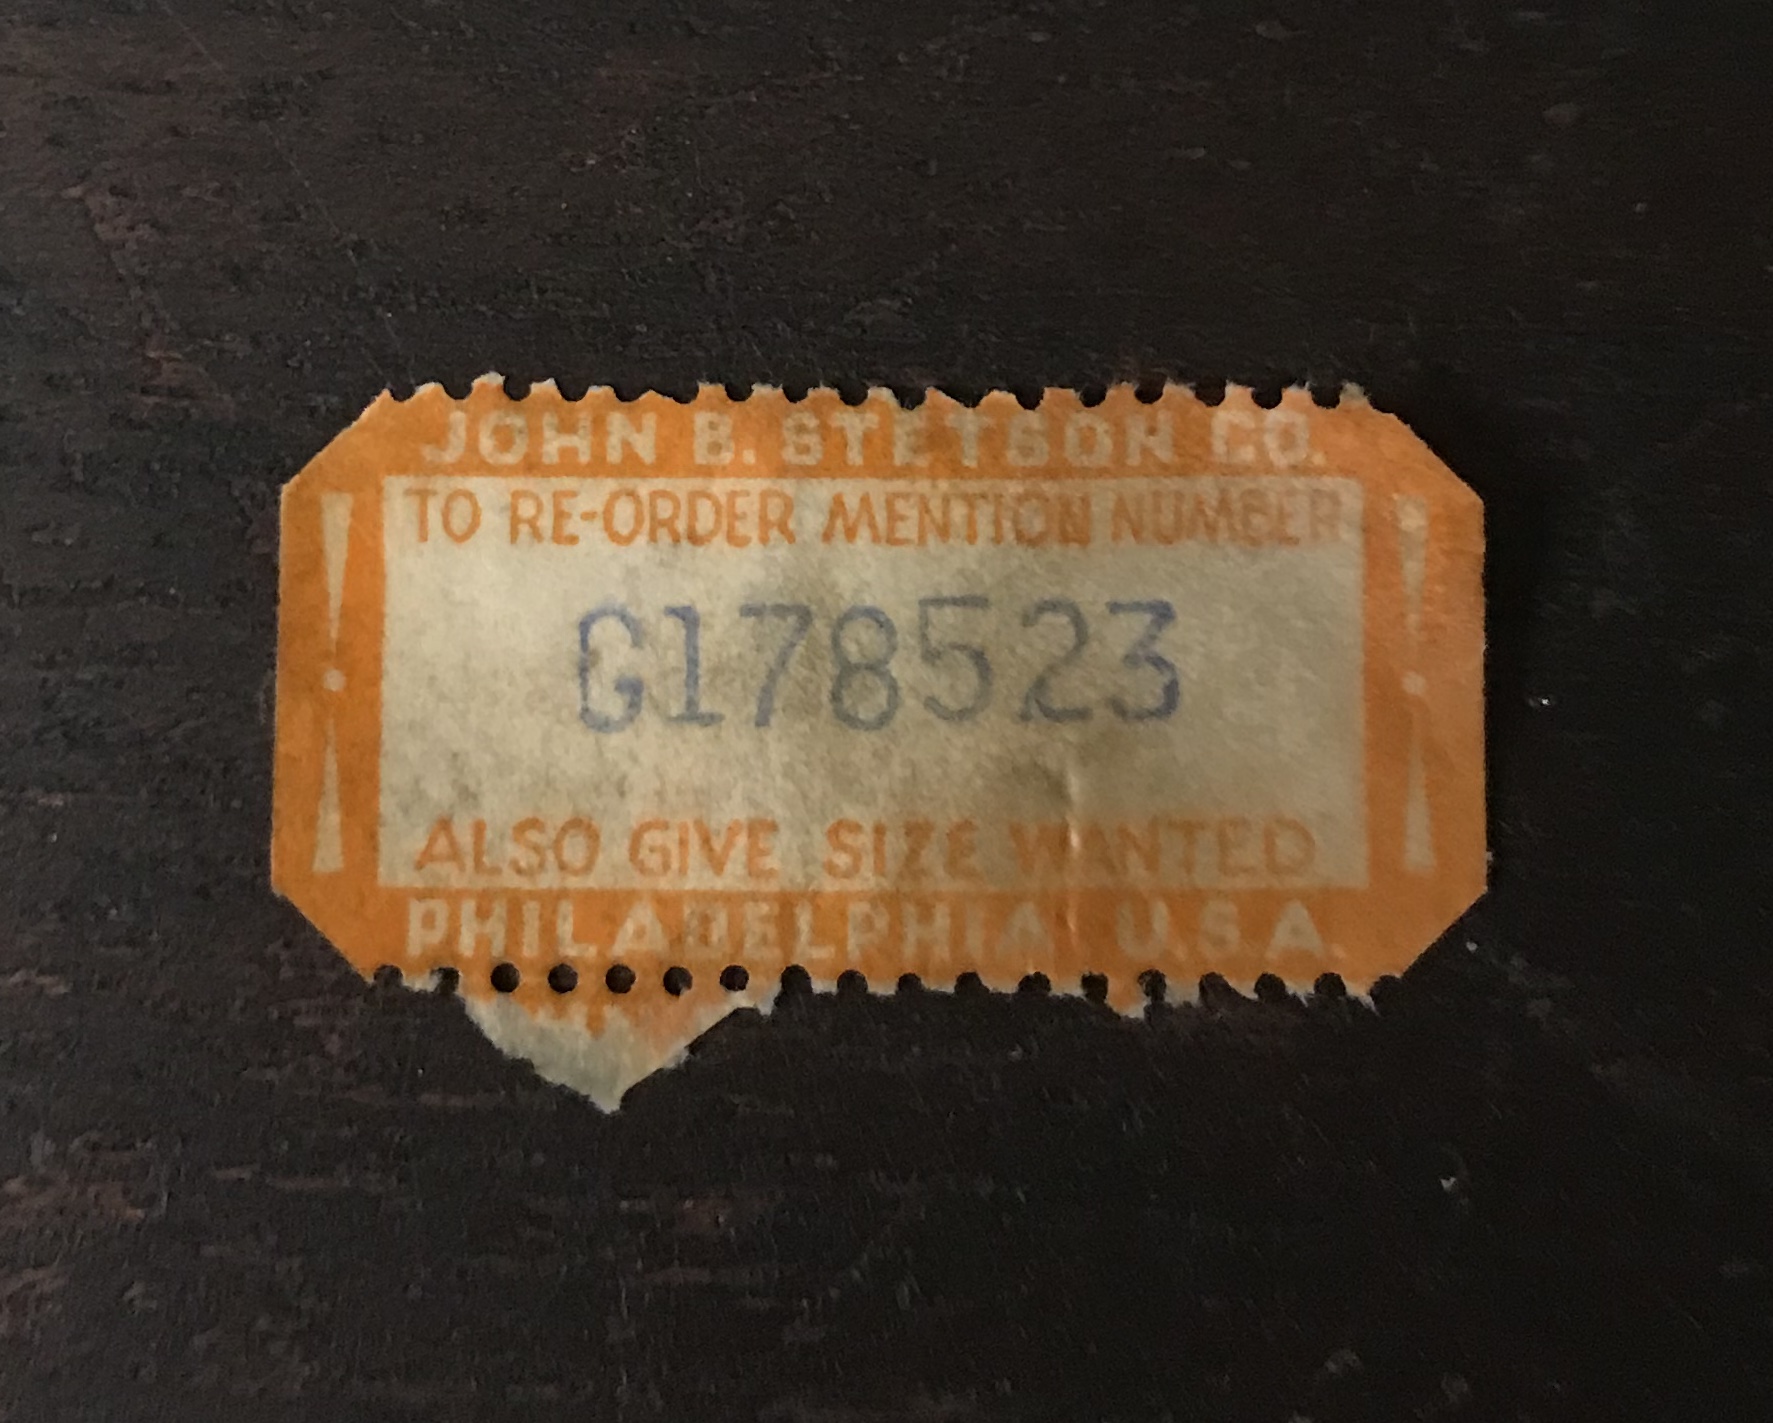 JOHN B. STETSON CO.
TO RE-ORDER MENTION NUMBER
G178523
ALSO GIVE SIZE WANTED
PHILADELPHIA U.S.A.